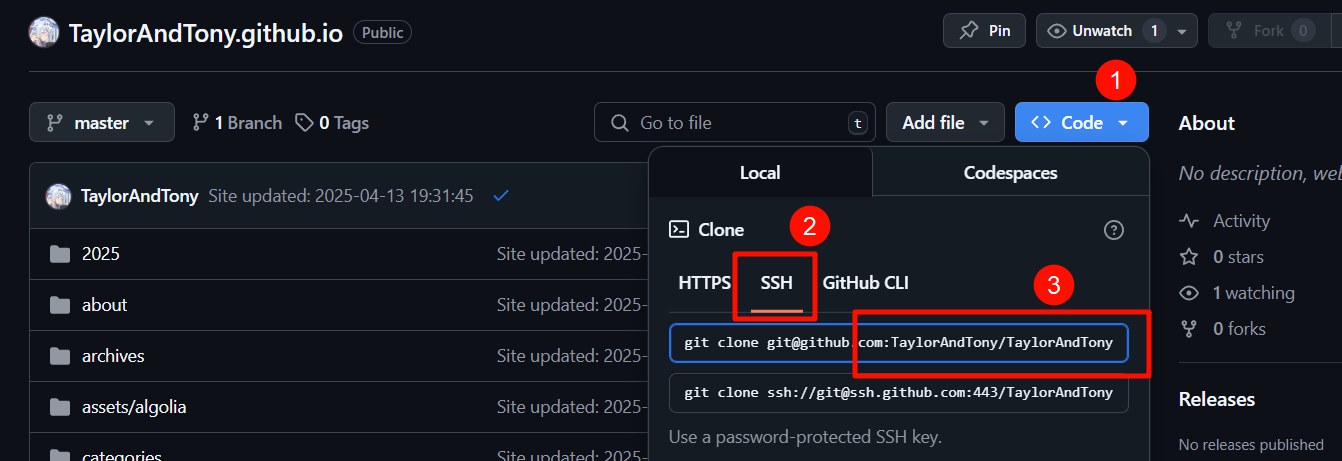 TaylorAndTony.github.io Public
Pin Unwatch 1 Fork 0
1
master 1 Branch 0 Tags Go to file t Add file Code
About
Local Codespaces
No description, we
TaylorAndTony Site updated: 2025-04-13 19:31:45
2
Clone
Activity
2025 Site updated: 2025-
0 stars
HTTPS SSH GitHub CLI
3
1 watching
about Site updated: 2025-
0 forks
git clone git@github.com:TaylorAndTony/TaylorAndTony
archives Site updated: 2025-
git clone ssh://git@ssh.github.com:443/TaylorAndTony
Releases
assets/algolia Site updated: 2025-
Use a password-protected SSH key.
No releases published
categories Site updated: 2025-